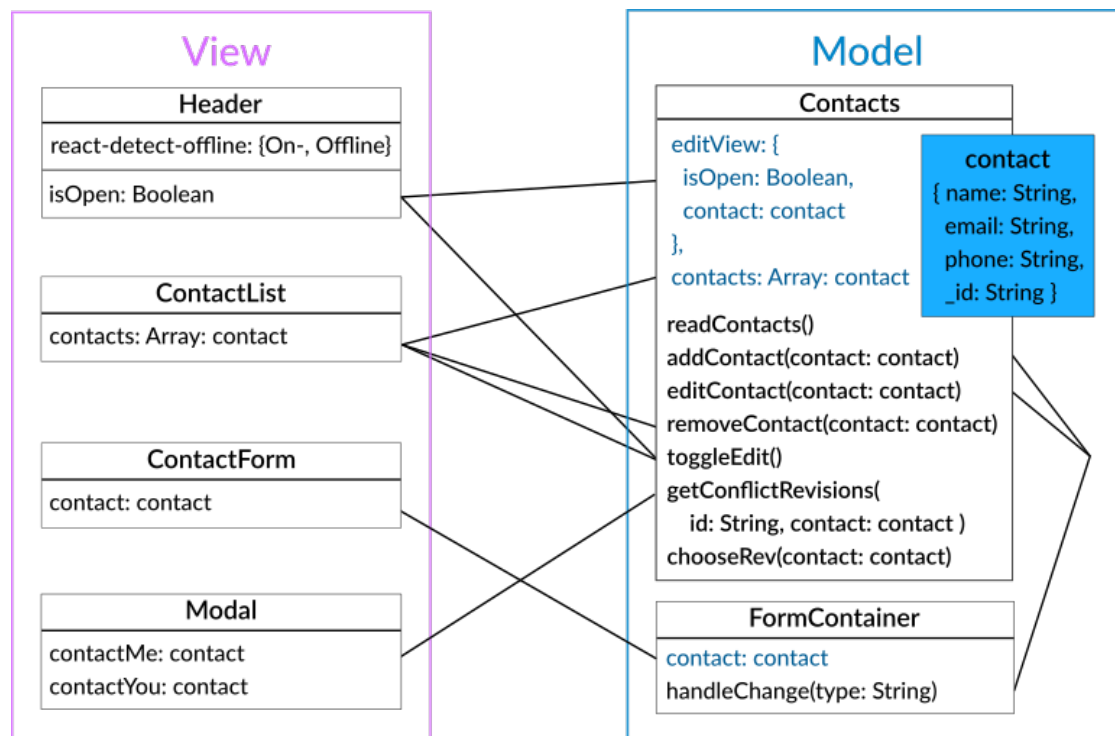 View
Header
react-detect-offline: {On-, Offline}
isOpen: Boolean
ContactList
contacts: Array: contact
ContactForm
contact: contact
Modal
contactMe: contact
contactYou: contact
Model
Contacts
editView: {
isOpen: Boolean,
contact: contact
},
contacts: Array: contact
readContacts()
addContact(contact: contact)
editContact(contact: contact)
removeContact(contact: contact)
toggleEdit()
getConflictRevisions(
id: String, contact: contact )
chooseRev(contact: contact)
contact
{ name: String,
email: String,
phone: String,
_id: String }
FormContainer
contact: contact
handleChange(type: String)